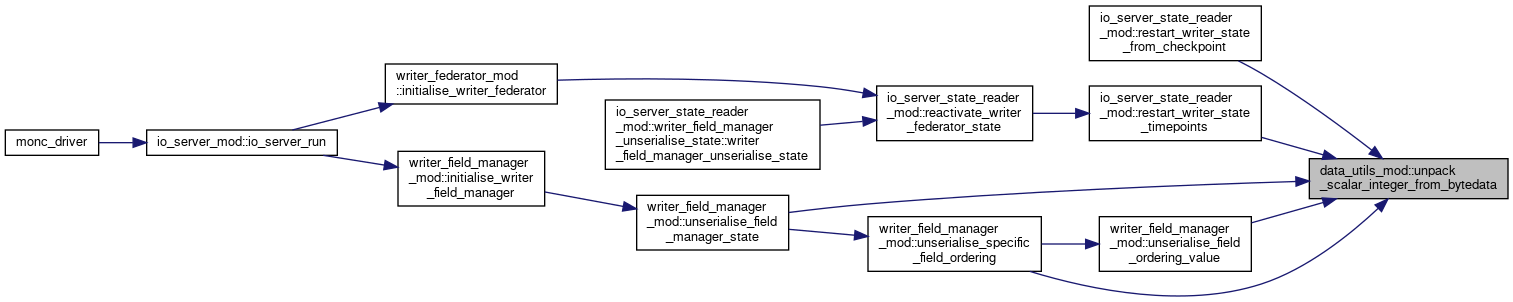 monc_driver
io_server_mod::io_server_run
writer_federator_mod
::initialise_writer_federator
writer_field_manager
_mod::initialise_writer
_field_manager
io_server_state_reader
_mod::writer_field_manager
_unserialise_state::writer
_field_manager_unserialise_state
writer_field_manager
_mod::unserialise_field
_manager_state
io_server_state_reader
_mod::reactivate_writer
_federator_state
writer_field_manager
_mod::unserialise_specific
_field_ordering
io_server_state_reader
_mod::restart_writer_state
_from_checkpoint
io_server_state_reader
_mod::restart_writer_state
_timepoints
writer_field_manager
_mod::unserialise_field
_ordering_value
data_utils_mod::unpack
_scalar_integer_from_bytedata